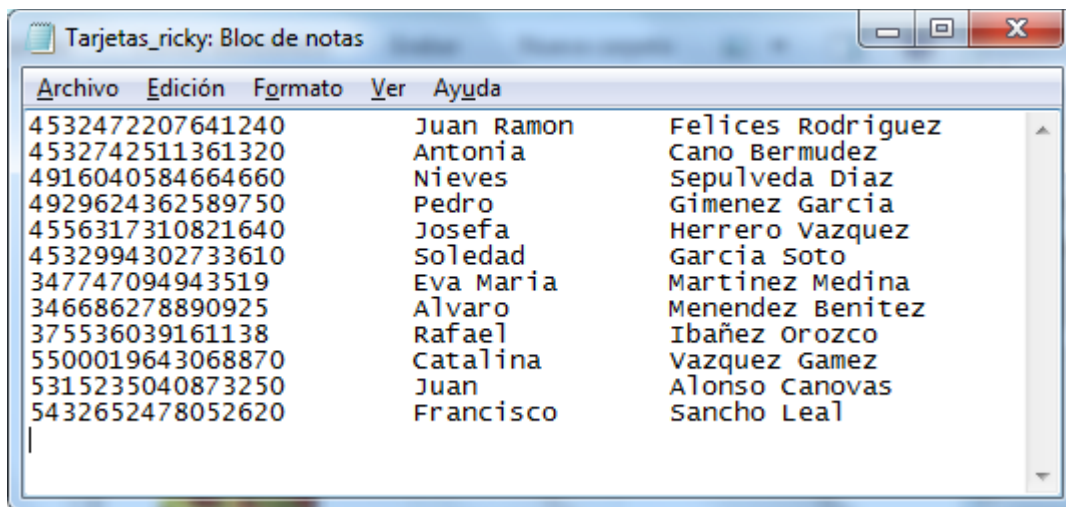 Tarjetas_ricky: Bloc de notas
Archivo Edición Formato Ver Ayuda
4532472207641240 Juan Ramon Felices Rodriguez
4532742511361320 Antonia Cano Bermudez
4916040584664660 Nieves Sepulveda Diaz
4929624362589750 Pedro Gimenez Garcia
4556317310821640 Josefa Herrero Vazquez
4532994302733610 Soledad Garcia Soto
347747094943519 Eva Maria Martinez Medina
346686278890925 Alvaro Menendez Benitez
375536039161138 Rafael Ibañez Orozco
5500019643068870 Catalina Vazquez Gamez
5315235040873250 Juan Alonso Canovas
5432652478052620 Francisco Sancho Leal